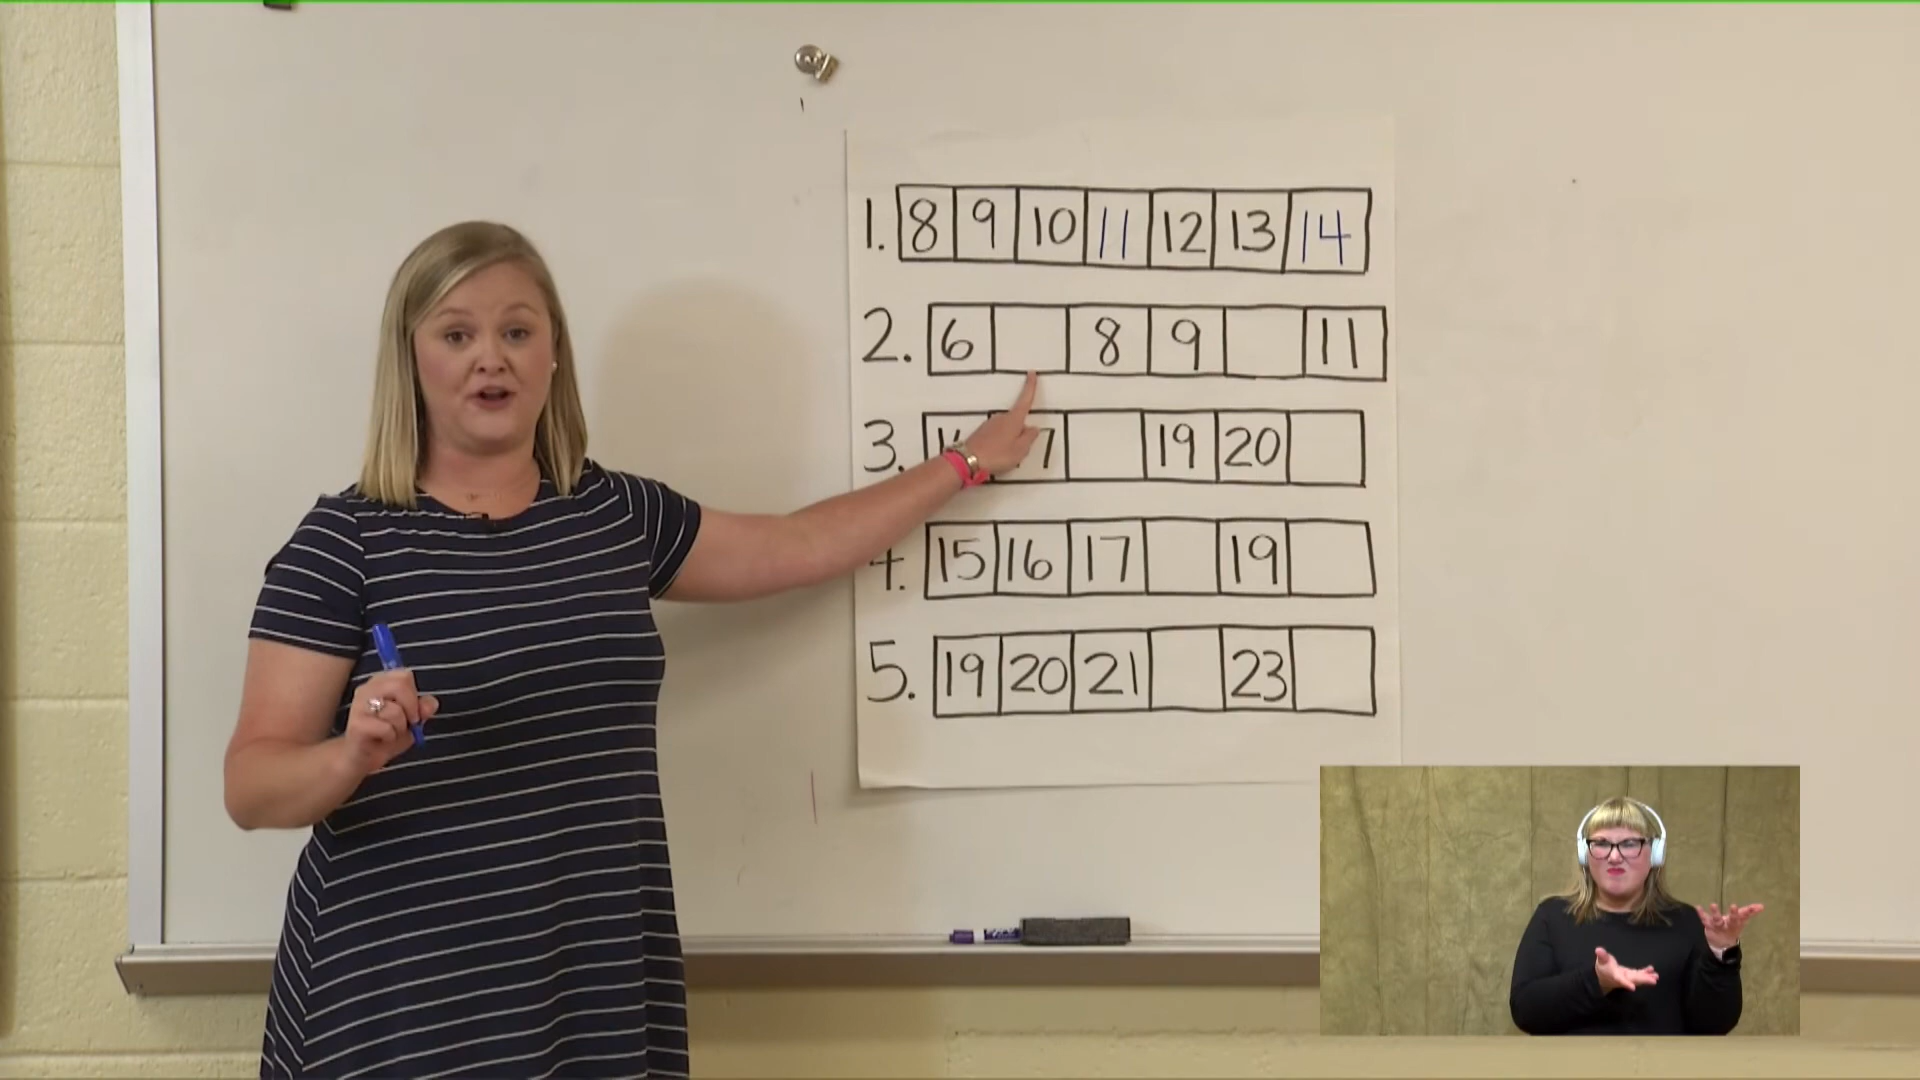 1. 8 9 10 11 12 13 14
2. 6 8 9 11
3. 19 20
4. 15 16 17 19
5. 19 20 21 23